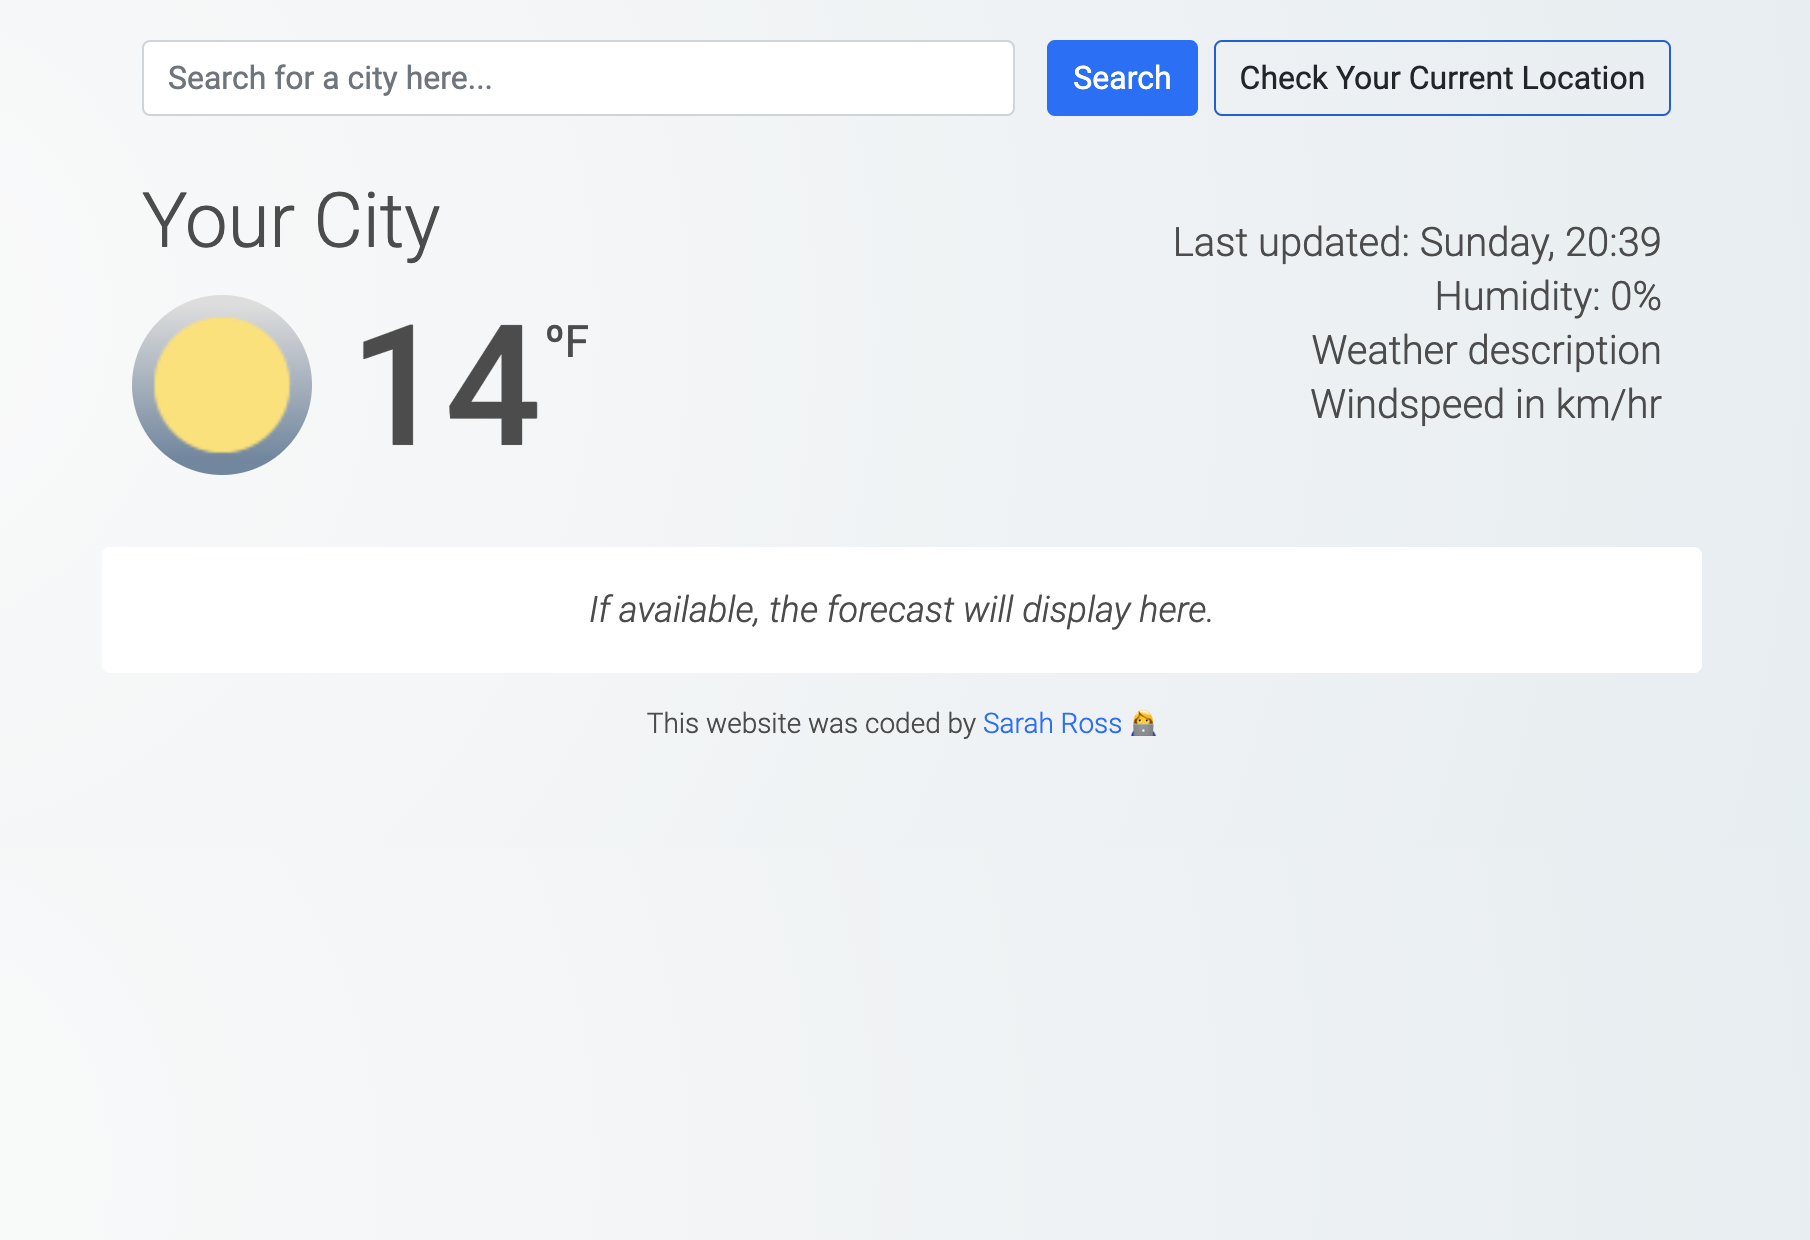 Search for a city here...
Search
Check Your Current Location
Your City
14 ºF
Last updated: Sunday, 20:39
Humidity: 0%
Weather description
Windspeed in km/hr
If available, the forecast will display here.
This website was coded by Sarah Ross 👩‍💻